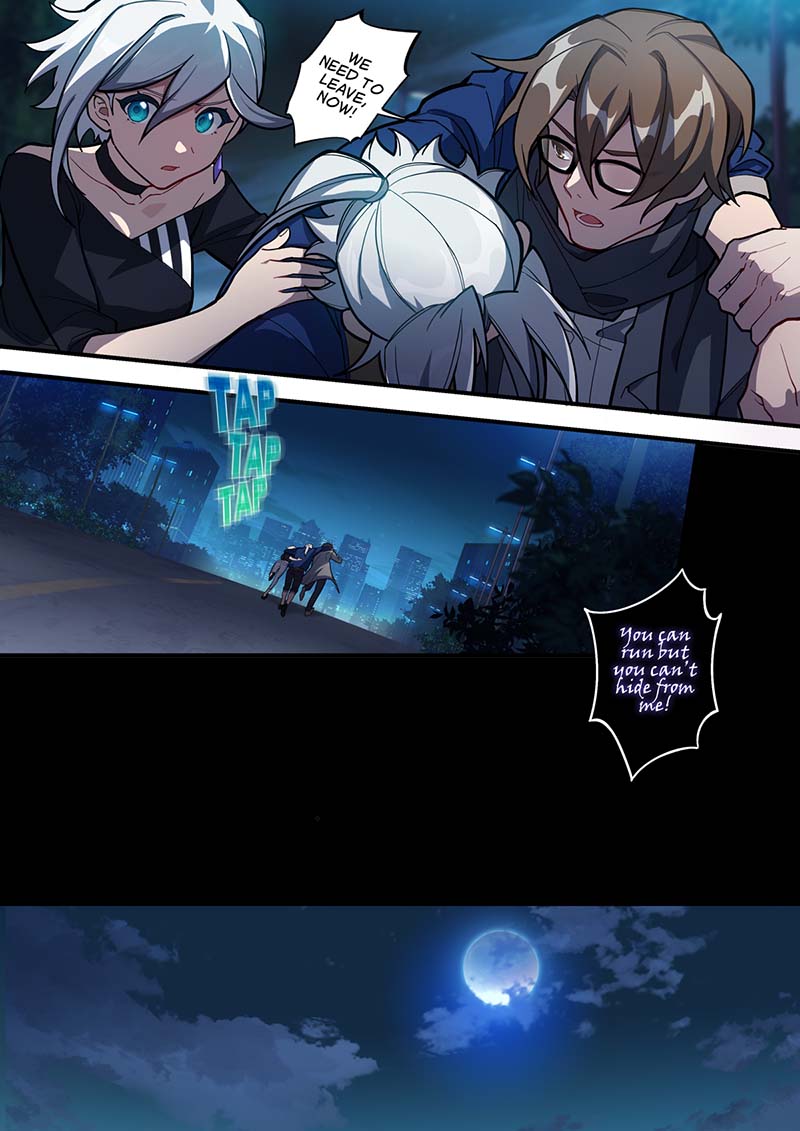 WE
NEED TO
LEAVE,
NOW!
TAP
TAP
TAP
You can
run but
you can't
hide from
me!